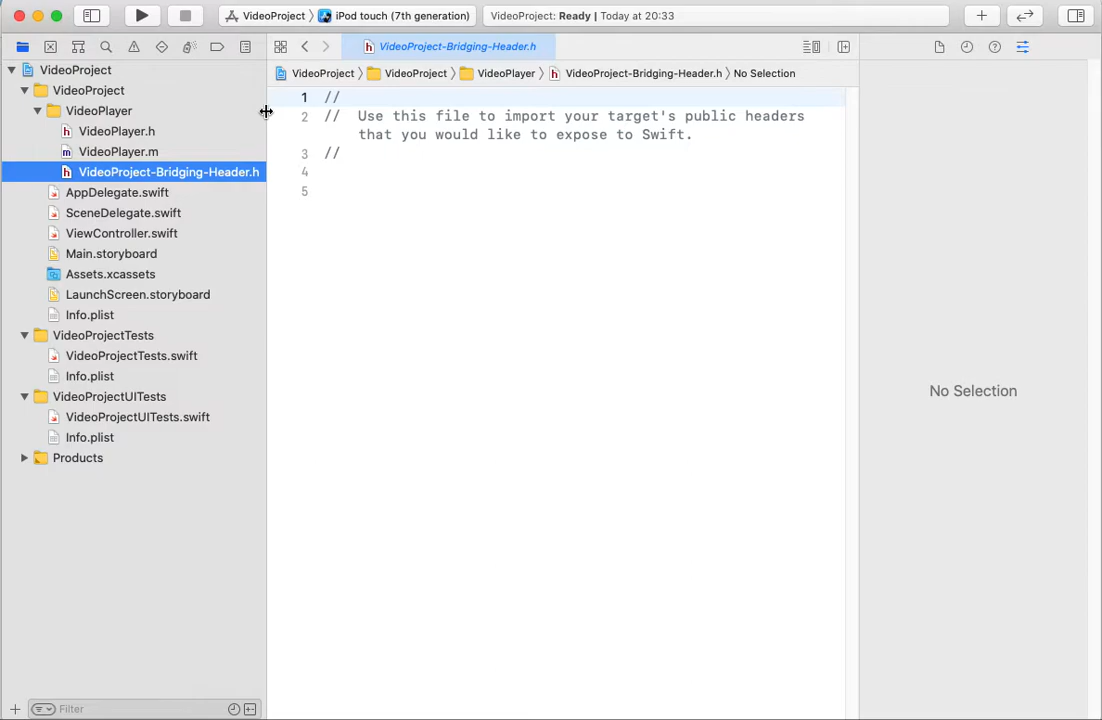 VideoProject
iPod touch (7th generation)
VideoProject: Ready | Today at 20:33
VideoProject-Bridging-Header.h
VideoProject
VideoProject
VideoPlayer
VideoProject-Bridging-Header.h
No Selection
VideoProject
VideoProject
VideoPlayer
VideoPlayer.h
VideoPlayer.m
VideoProject-Bridging-Header.h
AppDelegate.swift
SceneDelegate.swift
ViewController.swift
Main.storyboard
Assets.xcassets
LaunchScreen.storyboard
Info.plist
VideoProjectTests
VideoProjectTests.swift
Info.plist
VideoProjectUITests
VideoProjectUITests.swift
Info.plist
Products
Filter
1 //
2 // Use this file to import your target's public headers
that you would like to expose to Swift.
3 //
4
5
No Selection